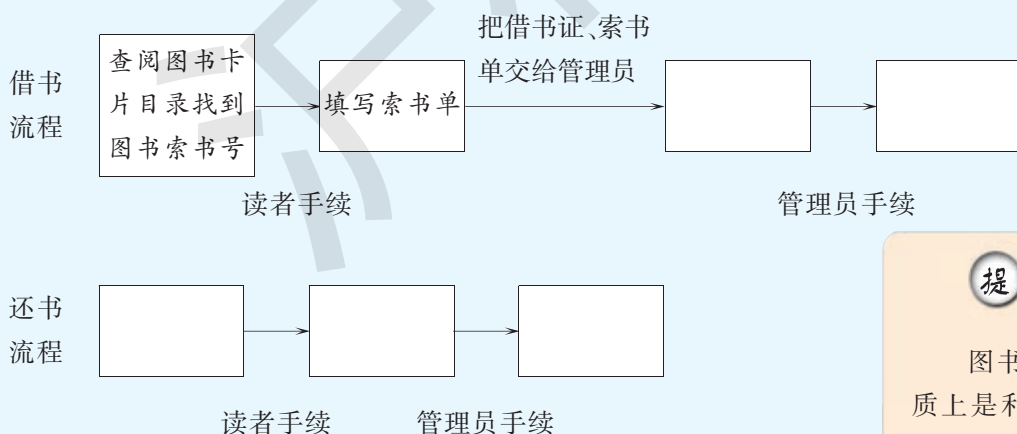 把借书证、索书
单交给管理员
借书
流程
查阅图书卡
片目录找到
图书索书号
填写索书单
读者手续
管理员手续
还书
流程
读者手续
管理员手续
提
图书
质上是利